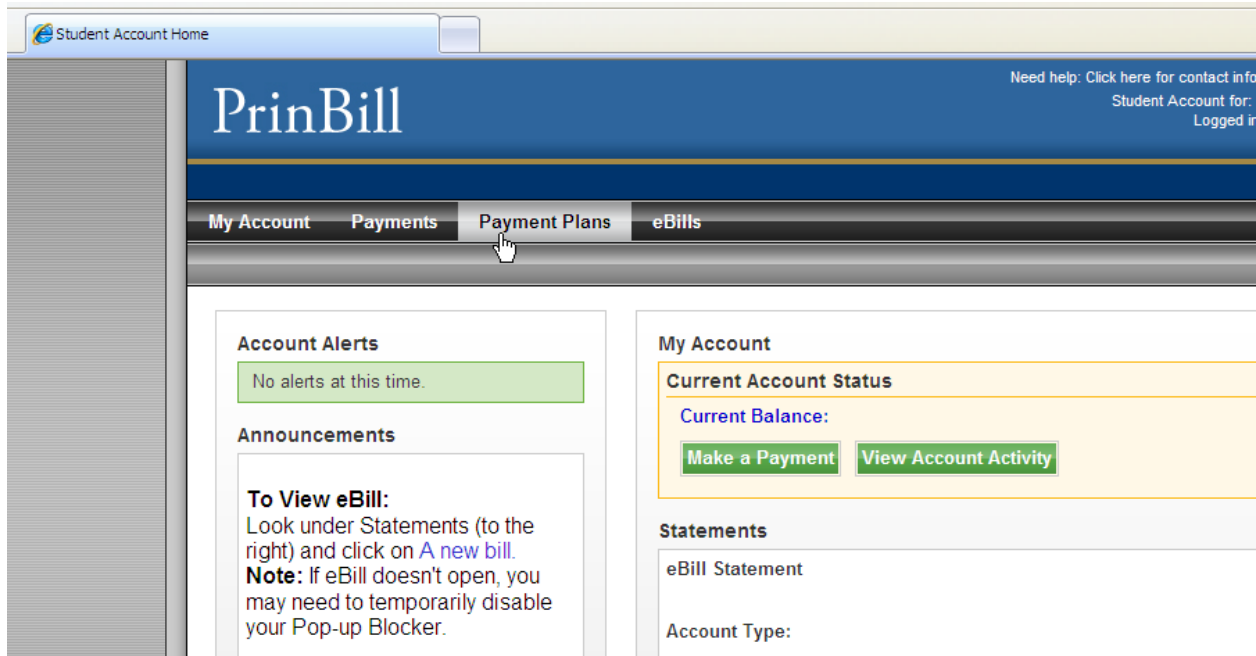 Student Account Home
PrinBill
Need help: Click here for contact info
Student Account for:
Logged in
My Account Payments Payment Plans eBills
Account Alerts
No alerts at this time.
Announcements
To View eBill:
Look under Statements (to the
right) and click on A new bill.
Note: If eBill doesn't open, you
may need to temporarily disable
your Pop-up Blocker.
My Account
Current Account Status
Current Balance:
Make a Payment View Account Activity
Statements
eBill Statement
Account Type: